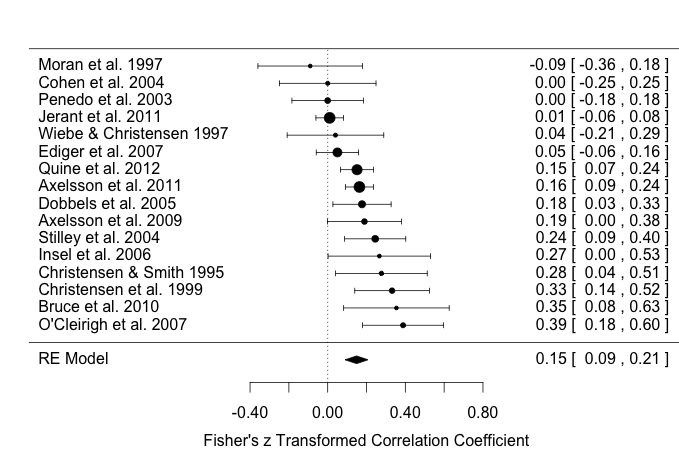 Moran et al. 1997 -0.09 [ -0.36 , 0.18 ]
Cohen et al. 2004 0.00 [ -0.25 , 0.25 ]
Penedo et al. 2003 0.00 [ -0.18 , 0.18 ]
Jerant et al. 2011 0.01 [ -0.06 , 0.08 ]
Wiebe & Christensen 1997 0.04 [ -0.21 , 0.29 ]
Ediger et al. 2007 0.05 [ -0.06 , 0.16 ]
Quine et al. 2012 0.15 [ 0.07 , 0.24 ]
Axelsson et al. 2011 0.16 [ 0.09 , 0.24 ]
Dobbels et al. 2005 0.18 [ 0.03 , 0.33 ]
Axelsson et al. 2009 0.19 [ 0.00 , 0.38 ]
Stilley et al. 2004 0.24 [ 0.09 , 0.40 ]
Insel et al. 2006 0.27 [ 0.00 , 0.53 ]
Christensen & Smith 1995 0.28 [ 0.04 , 0.51 ]
Christensen et al. 1999 0.33 [ 0.14 , 0.52 ]
Bruce et al. 2010 0.35 [ 0.08 , 0.63 ]
O'Cleirigh et al. 2007 0.39 [ 0.18 , 0.60 ]
RE Model 0.15 [ 0.09 , 0.21 ]
-0.40 0.00 0.40 0.80
Fisher's z Transformed Correlation Coefficient